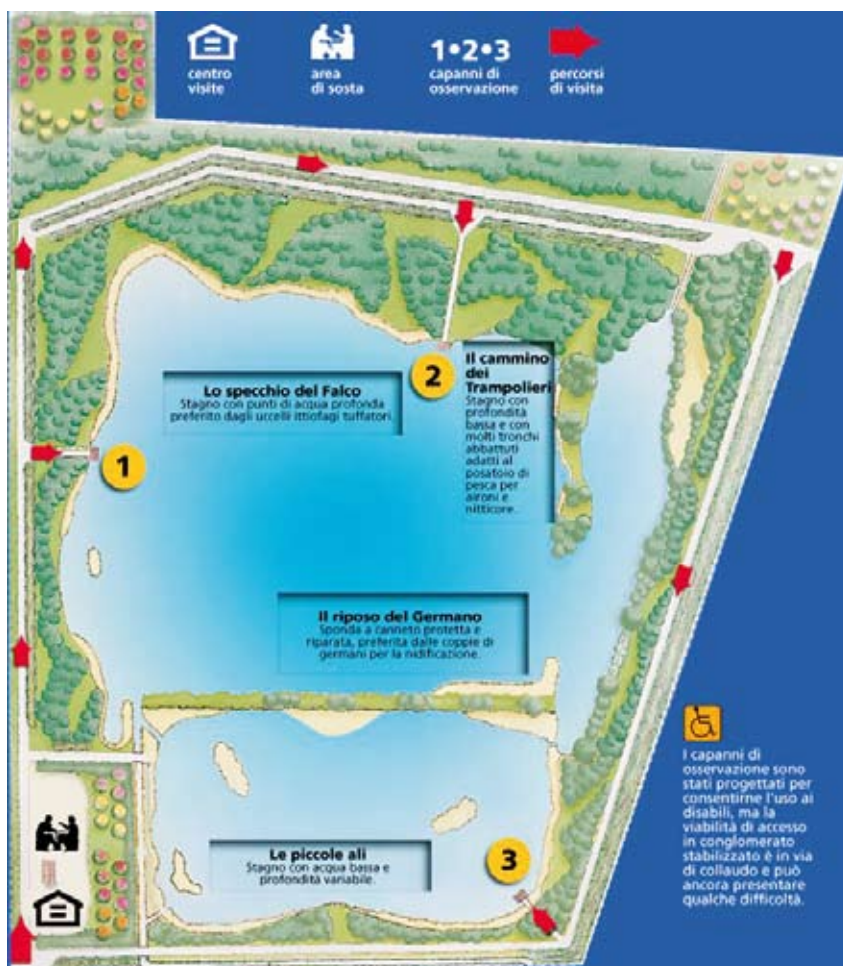 centro
visite
area
di sosta
1•2•3
capanni di
osservazione
percorsi
di visita
Lo specchio del Falco
Stagno con punti di acqua profonda
preferito dagli uccelli ittiofagi tuffatori.
2
Il cammino
dei
Trampolieri
Stagno con
profondità
bassa e con
molti tronchi
abbattuti
adatti al
posatoio di
pesca per
aironi e
nitticore.
1
Il riposo del Germano
Sponda a canneto protetta e
riparata, preferita dalle coppie di
germani per la nidificazione.
Le piccole ali
Stagno con acqua bassa e
profondità variabile.
3
I capanni di
osservazione sono
stati progettati per
consentirne l'uso ai
disabili, ma la
viabilità di accesso
in conglomerato
stabilizzato è in via
di collaudo e può
ancora presentare
qualche difficoltà.